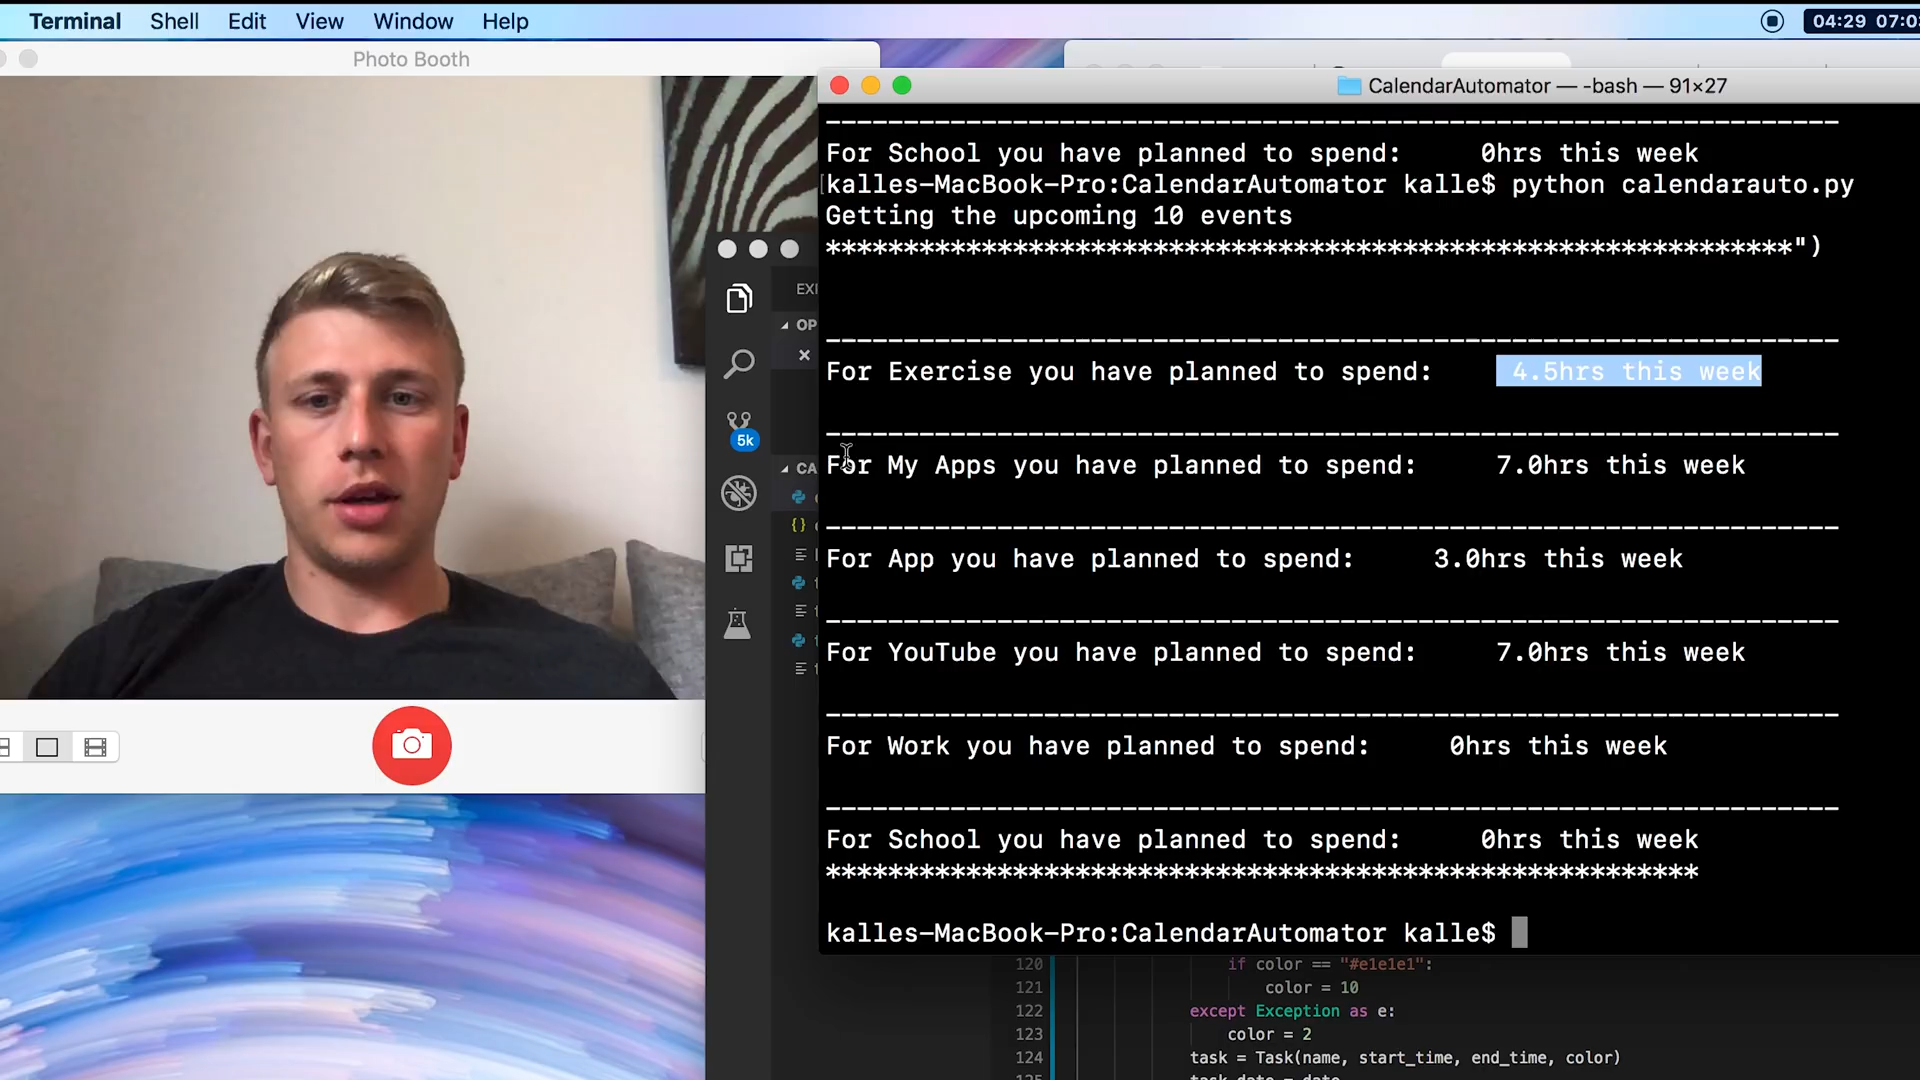 Terminal Shell Edit View Window Help
04:29 07:0
Photo Booth
CalendarAutomator — -bash — 91×27
For School you have planned to spend: 0hrs this week
[kalles-MacBook-Pro:CalendarAutomator kalle$ python calendarauto.py
Getting the upcoming 10 events
**************************************************************")
For Exercise you have planned to spend: 4.5hrs this week
For My Apps you have planned to spend: 7.0hrs this week
For App you have planned to spend: 3.0hrs this week
For YouTube you have planned to spend: 7.0hrs this week
For Work you have planned to spend: 0hrs this week
For School you have planned to spend: 0hrs this week
********************************************************
kalles-MacBook-Pro:CalendarAutomator kalle$
EX
OP
5k
CA
{}
120 if color == "#e1e1e1":
121 color = 10
122 except Exception as e:
123 color = 2
124 task = Task(name, start_time, end_time, color)